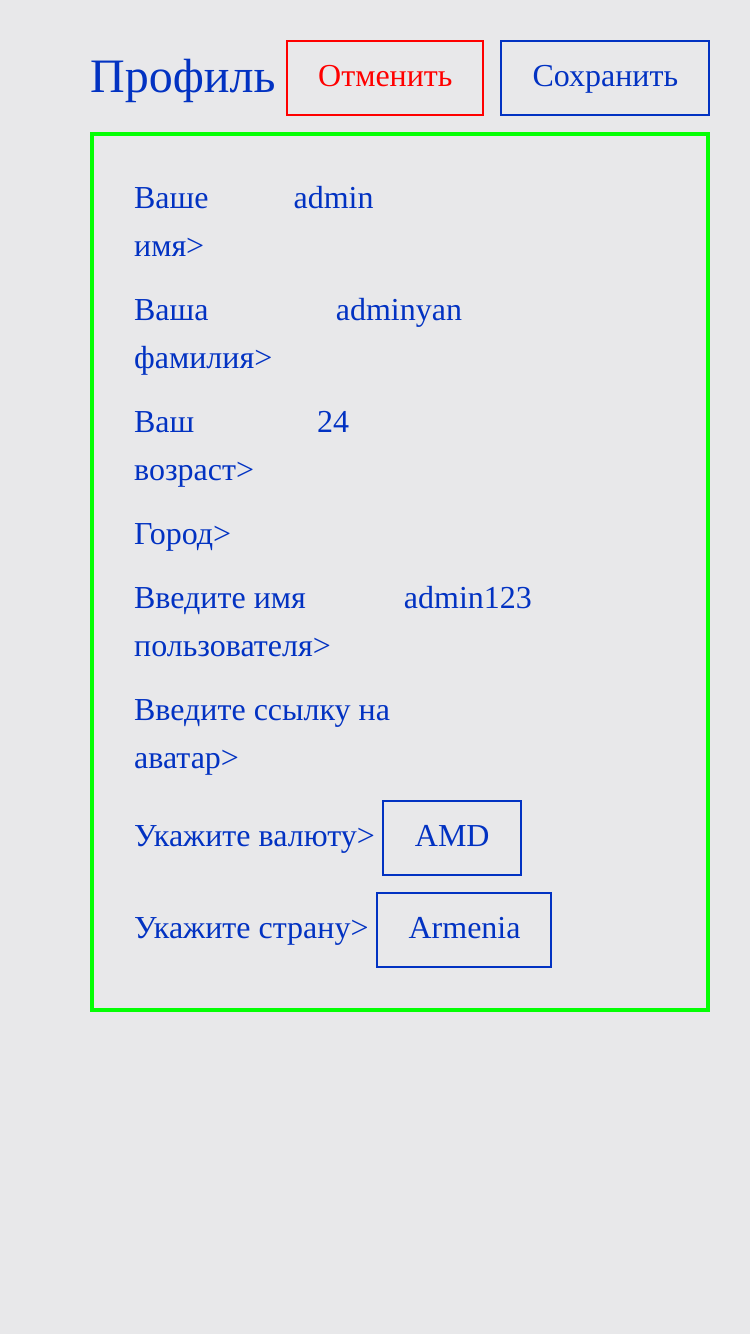 Профиль Отменить Сохранить
Ваше admin
имя>
Ваша adminyan
фамилия>
Ваш 24
возраст>
Город>
Введите имя admin123
пользователя>
Введите ссылку на
аватар>
Укажите валюту> AMD
Укажите страну> Armenia